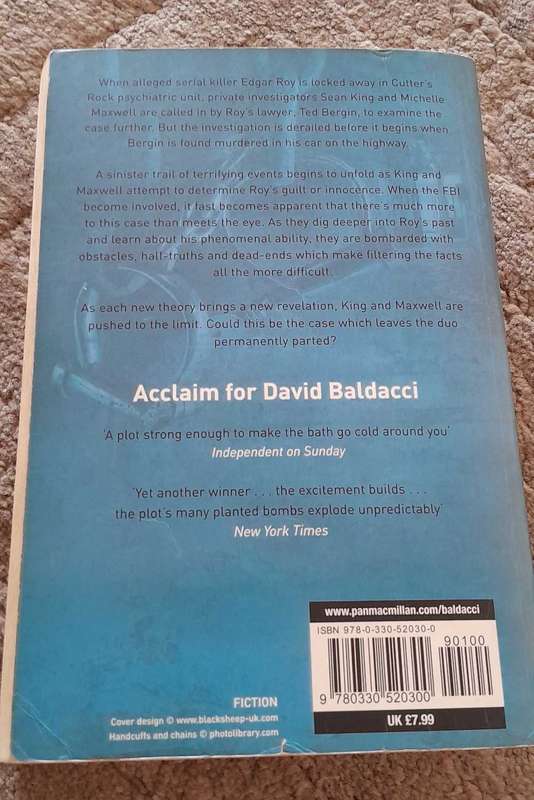 When alleged serial killer Edgar Roy is locked away in Cutter's
Rock psychiatric unit, private investigators Sean King and Michelle
Maxwell are called in by Roy's lawyer, Ted Bergin, to examine the
case further. But the investigation is derailed before it begins when
Bergin is found murdered in his car on the highway.
A sinister trail of terrifying events begins to unfold as King and
Maxwell attempt to determine Roy's guilt or innocence. When the FBI
become involved, it fast becomes apparent that there's much more
to this case than meets the eye. As they dig deeper into Roy's past
and learn about his phenomenal ability, they are bombarded with
obstacles, half-truths and dead-ends which make filtering the facts
all the more difficult.
As each new theory brings a new revelation, King and Maxwell are
pushed to the limit. Could this be the case which leaves the duo
permanently parted?
Acclaim for David Baldacci
'A plot strong enough to make the bath go cold around you'
Independent on Sunday
'Yet another winner . . . the excitement builds . . .
the plot's many planted bombs explode unpredictably'
New York Times
www.panmacmillan.com/baldacci
ISBN 978-0-330-52030-0
90100
9 780330 520300
UK £7.99
FICTION
Cover design © www.blacksheep-uk.com
Handcuffs and chains © photolibrary.com